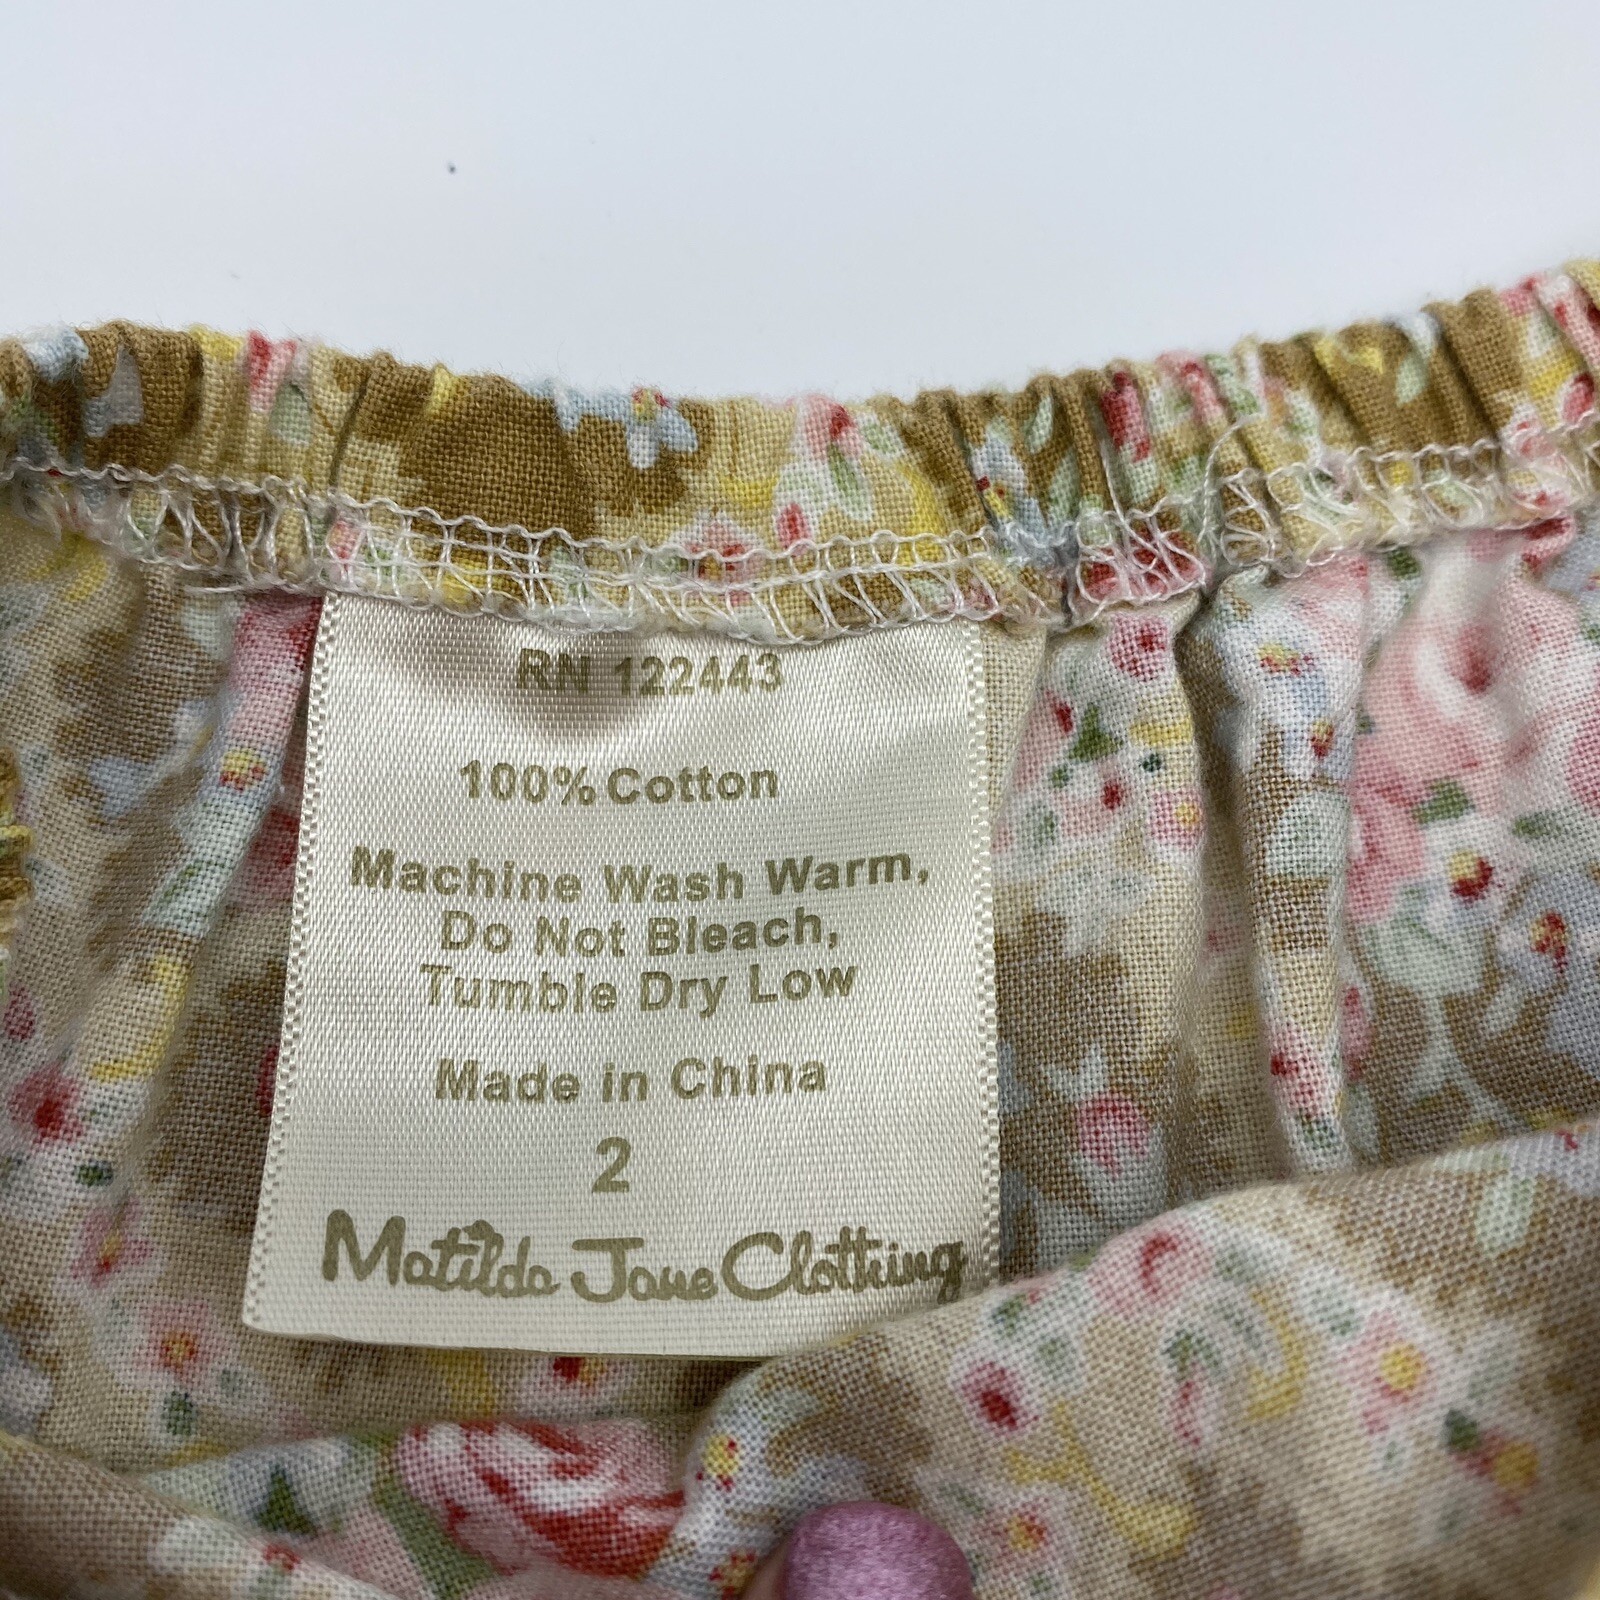 RN 122443
100% Cotton
Machine Wash Warm,
Do Not Bleach,
Tumble Dry Low
Made in China
2
Matilda Jane Clothing